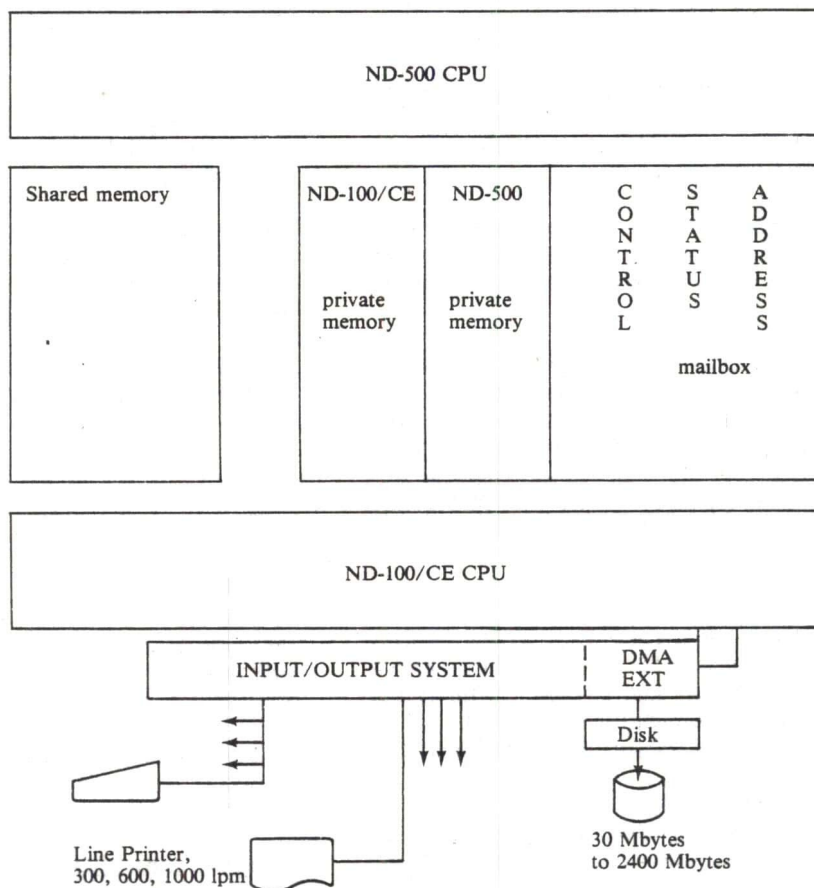 ND-500 CPU
Shared memory
ND-100/CE
private
memory
ND-500
private
memory
CONTROL
STATUS
ADDRESS
mailbox
ND-100/CE CPU
INPUT/OUTPUT SYSTEM
DMA
EXT
Disk
Line Printer,
300, 600, 1000 lpm
30 Mbytes
to 2400 Mbytes